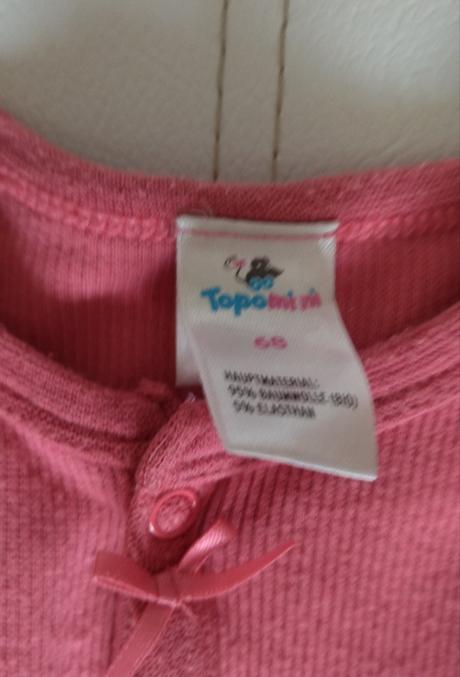 Topomini
68
HAUPTMATERIAL:
95% BAUMWOLLE (BIO)
5% ELASTHAN